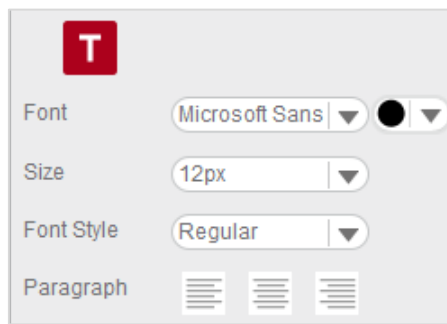 T
Font Microsoft Sans
Size 12px
Font Style Regular
Paragraph